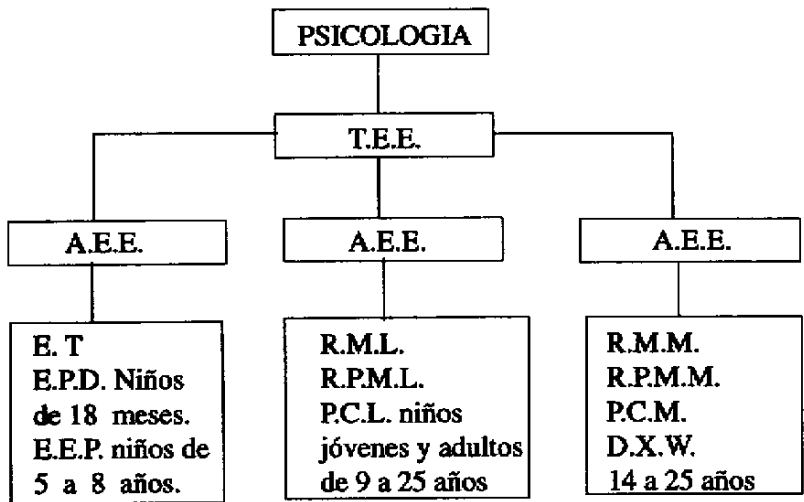 PSICOLOGIA
T.E.E.
A.E.E.
A.E.E.
A.E.E.
E. T
E.P.D. Niños
de 18 meses.
E.E.P. niños de
5 a 8 años.
R.M.L.
R.P.M.L.
P.C.L. niños
jóvenes y adultos
de 9 a 25 años
R.M.M.
R.P.M.M.
P.C.M.
D.X.W.
14 a 25 años